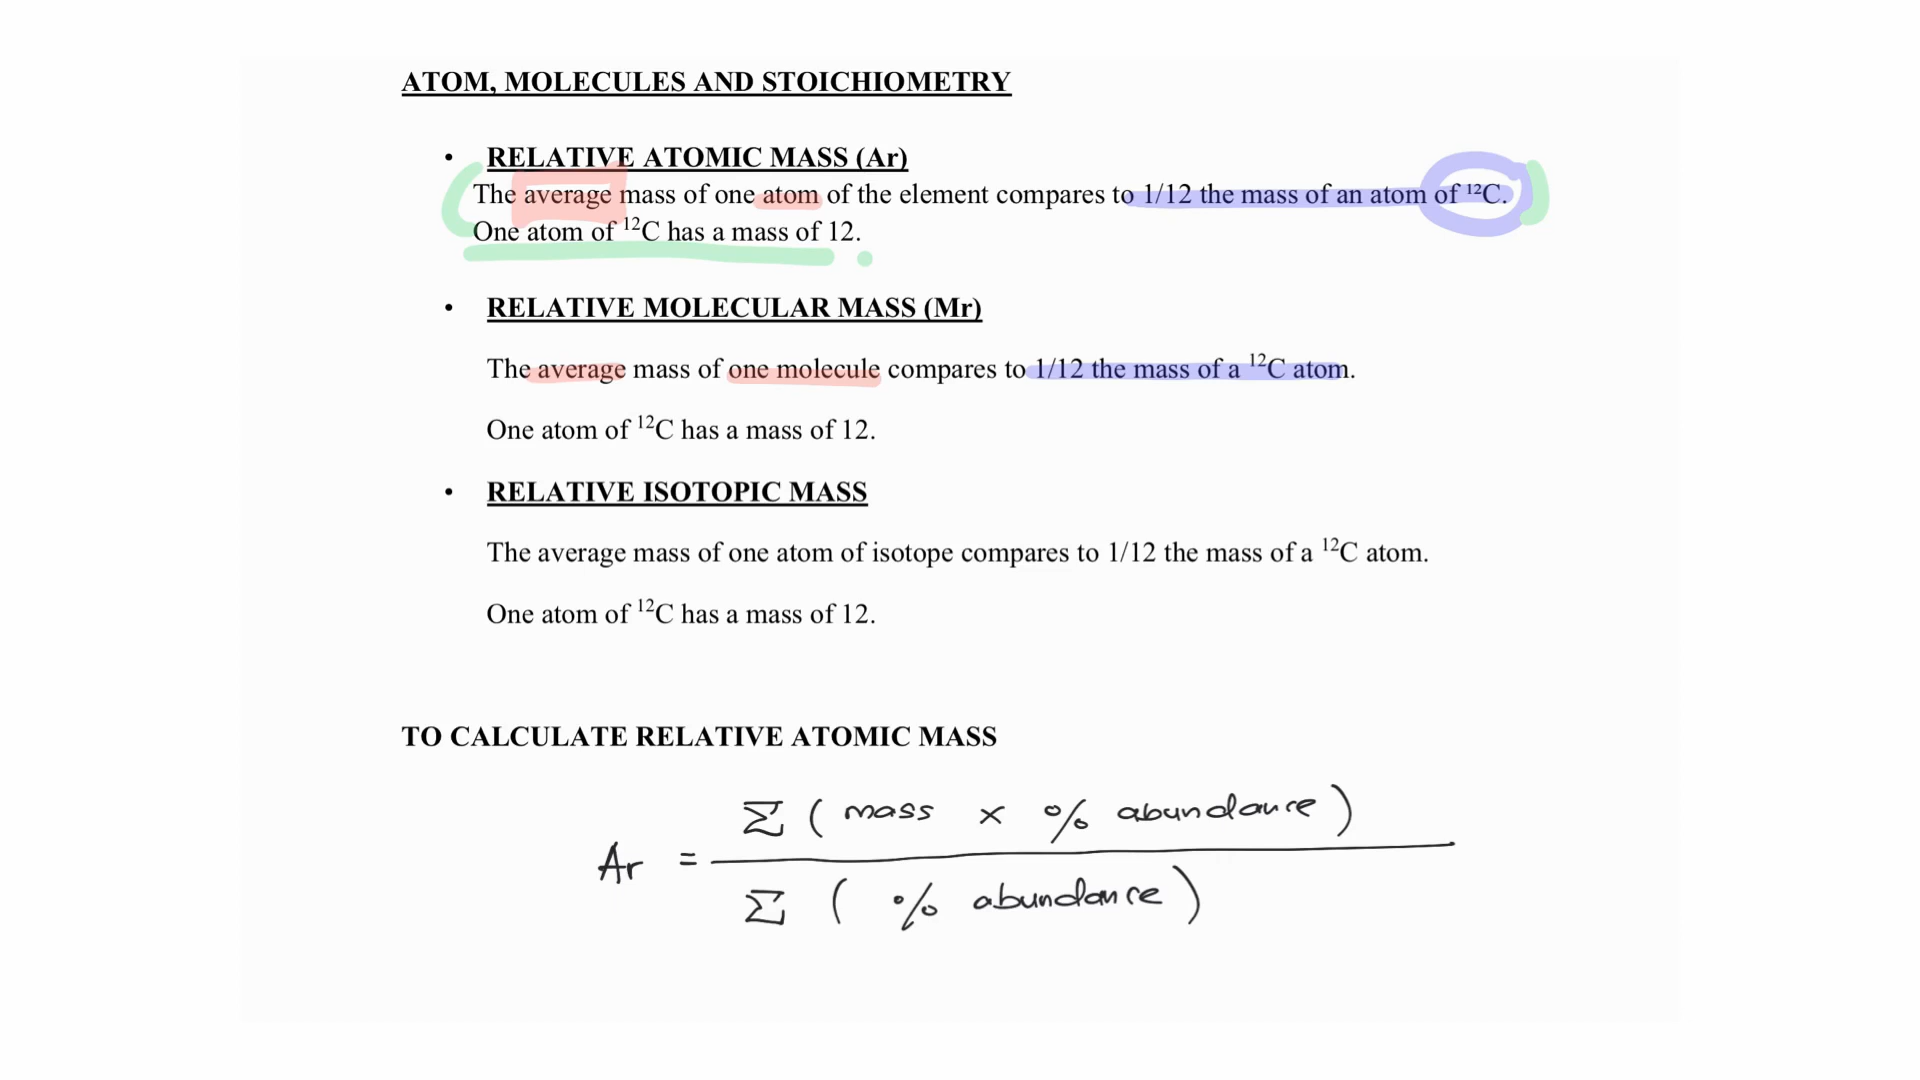 ATOM, MOLECULES AND STOICHIOMETRY
• RELATIVE ATOMIC MASS (Ar)
The average mass of one atom of the element compares to 1/12 the mass of an atom of ¹²C.
One atom of ¹²C has a mass of 12.
• RELATIVE MOLECULAR MASS (Mr)
The average mass of one molecule compares to 1/12 the mass of a ¹²C atom.
One atom of ¹²C has a mass of 12.
• RELATIVE ISOTOPIC MASS
The average mass of one atom of isotope compares to 1/12 the mass of a ¹²C atom.
One atom of ¹²C has a mass of 12.
TO CALCULATE RELATIVE ATOMIC MASS
Σ ( mass × % abundance )
Ar =
Σ ( % abundance )